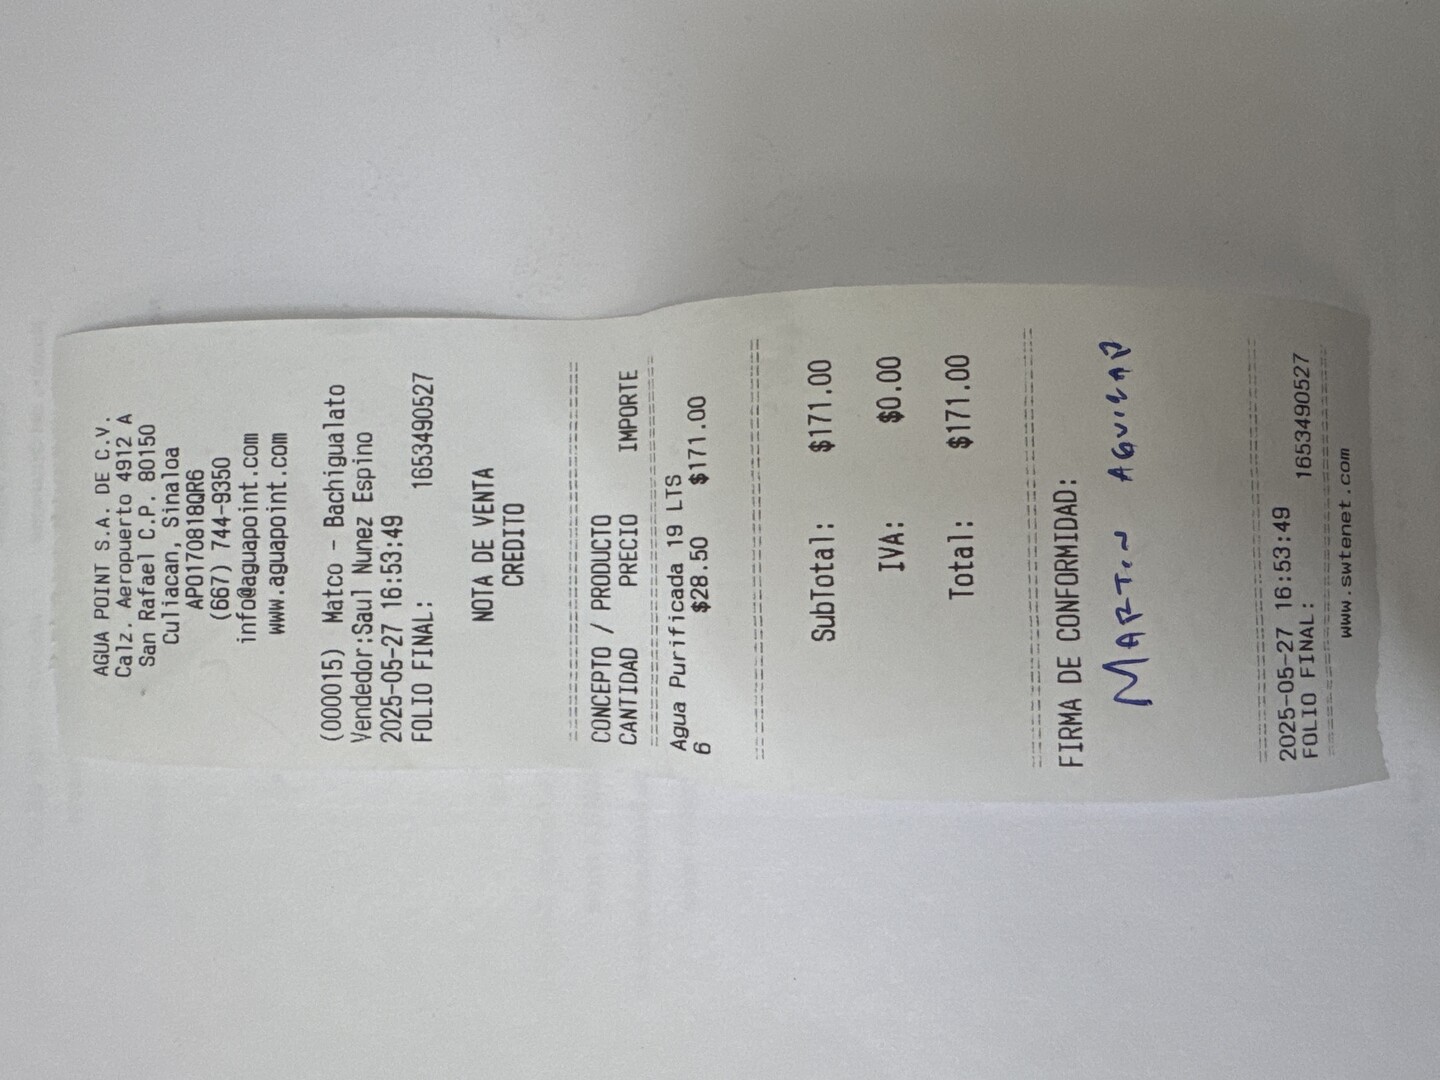 AGUA POINT S.A. DE C.V.
Calz. Aeropuerto 4912 A
San Rafael C.P. 80150
Culiacan, Sinaloa
APO170818QR6
(667) 744-9350
info@aguapoint.com
www.aguapoint.com
(000015) Matco - Bachigualato
Vendedor:Saul Nunez Espino
2025-05-27 16:53:49
FOLIO FINAL: 1653490527
NOTA DE VENTA
CREDITO
CONCEPTO / PRODUCTO
CANTIDAD PRECIO IMPORTE
Agua Purificada 19 LTS
6 $28.50 $171.00
SubTotal: $171.00
IVA: $0.00
Total: $171.00
FIRMA DE CONFORMIDAD:
MARTIN AGUILAR
2025-05-27 16:53:49
FOLIO FINAL: 1653490527
www.swtenet.com